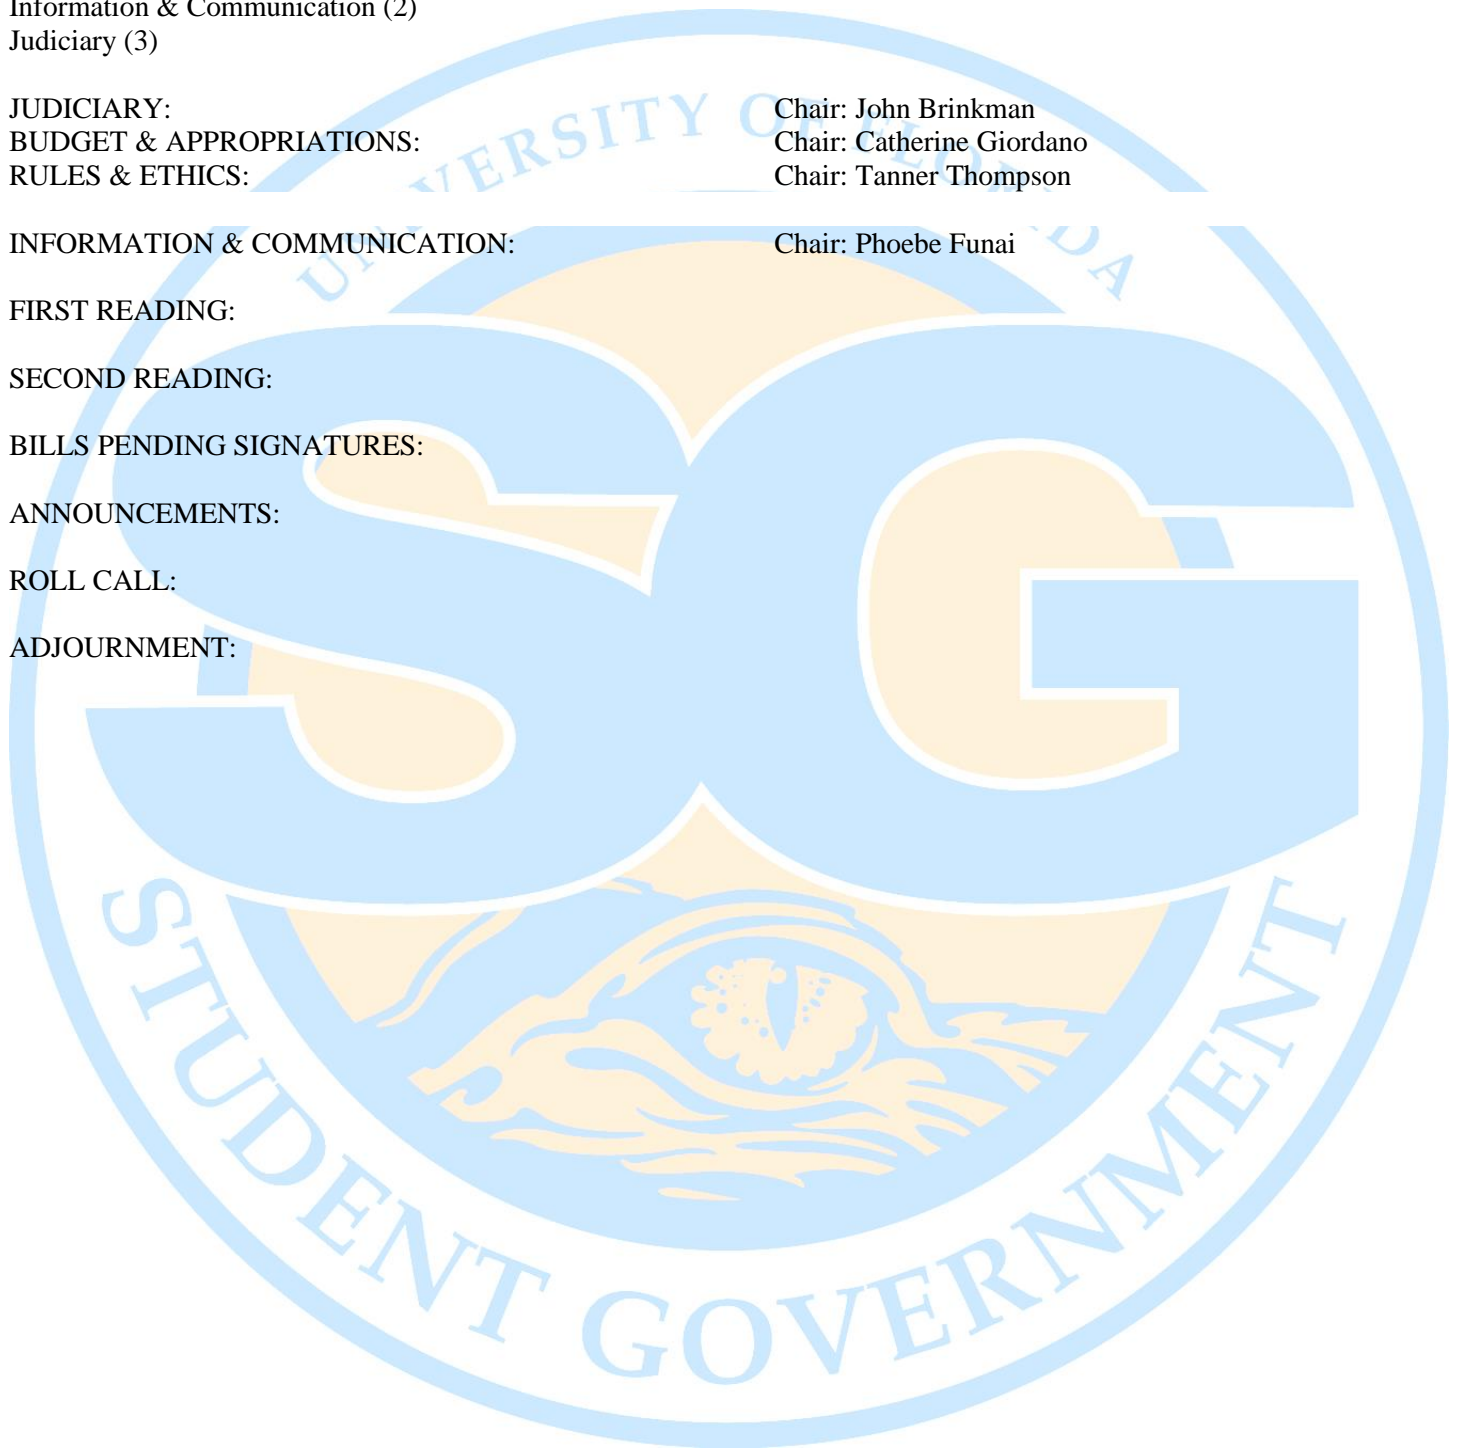 Information & Communication (2)
Judiciary (3)
JUDICIARY: Chair: John Brinkman
BUDGET & APPROPRIATIONS: Chair: Catherine Giordano
RULES & ETHICS: Chair: Tanner Thompson
INFORMATION & COMMUNICATION: Chair: Phoebe Funai
FIRST READING:
SECOND READING:
BILLS PENDING SIGNATURES:
ANNOUNCEMENTS:
ROLL CALL:
ADJOURNMENT:
UNIVERSITY OF FLORIDA
SG
STUDENT GOVERNMENT